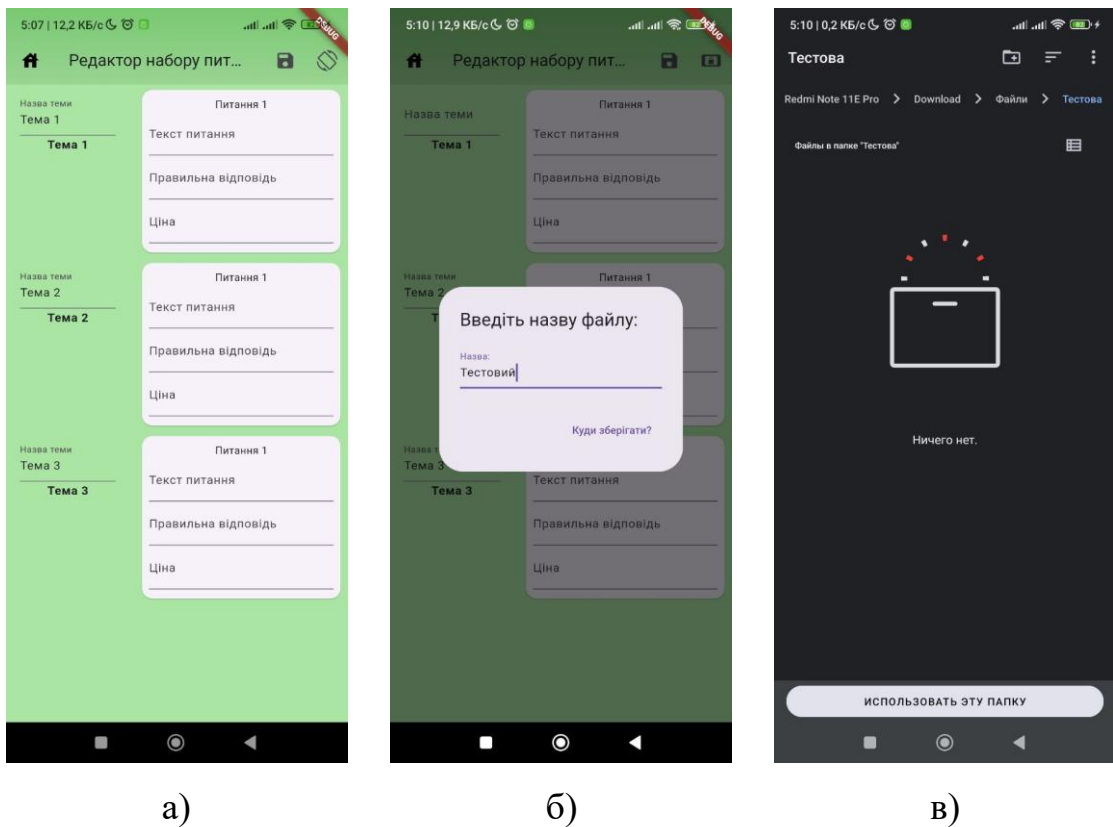 5:07 | 12,2 КБ/с
DEBUG
Редактор набору пит...
Назва теми
Тема 1
Тема 1
Питання 1
Текст питання
Правильна відповідь
Ціна
Назва теми
Тема 2
Тема 2
Питання 1
Текст питання
Правильна відповідь
Ціна
Назва теми
Тема 3
Тема 3
Питання 1
Текст питання
Правильна відповідь
Ціна
а)
5:10 | 12,9 КБ/с
DEBUG
Редактор набору пит...
Назва теми
Тема 1
Питання 1
Текст питання
Правильна відповідь
Ціна
Назва теми
Тема 2
Питання 1
Введіть назву файлу:
Назва:
Тестовий
Куди зберігати?
Назва т
Тема 3
Тема 3
Текст питання
Правильна відповідь
Ціна
б)
5:10 | 0,2 КБ/с
82
Тестова
Redmi Note 11E Pro > Download > Файли > Тестова
Файлы в папке "Тестова"
Ничего нет.
ИСПОЛЬЗОВАТЬ ЭТУ ПАПКУ
в)